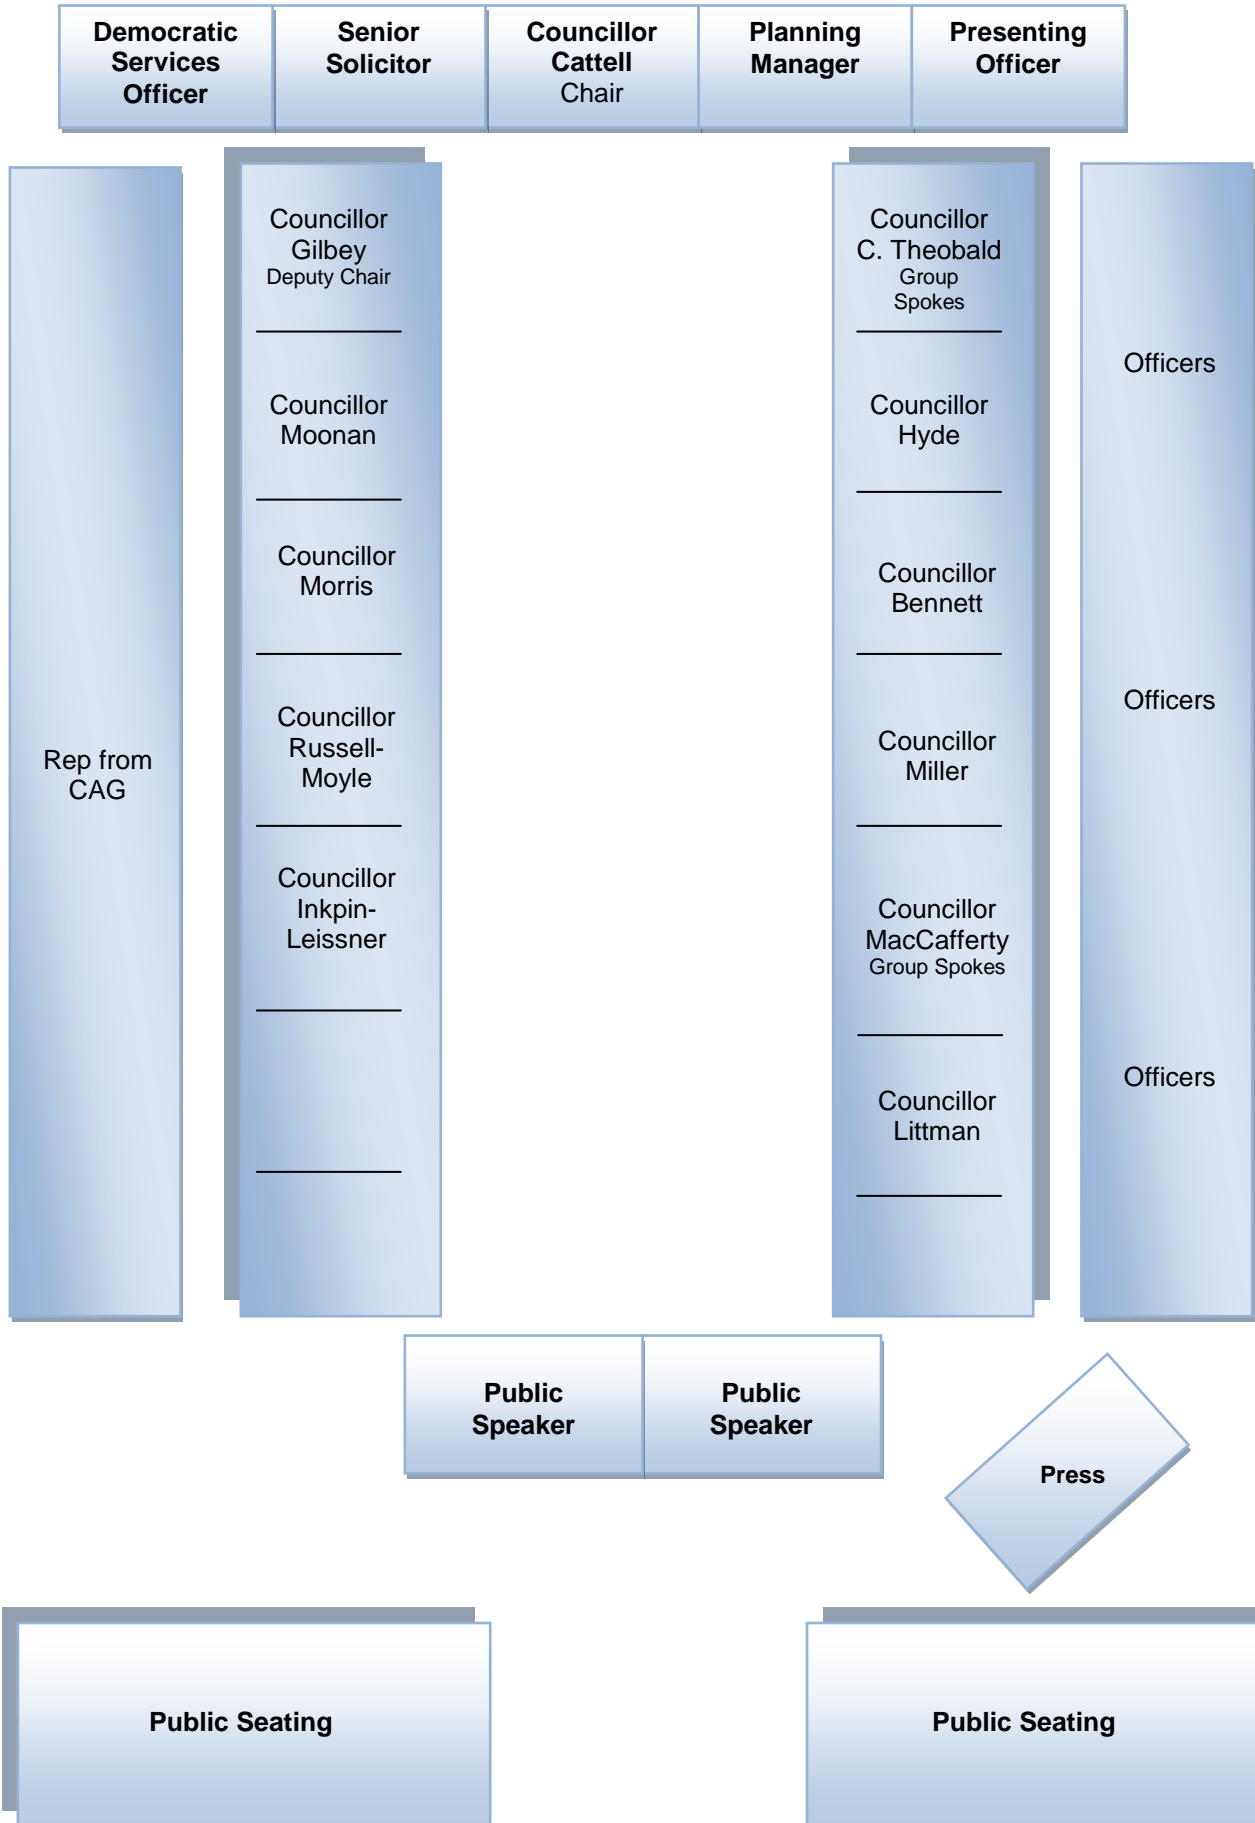 Democratic
Services
Officer
Senior
Solicitor
Councillor
Cattell
Chair
Planning
Manager
Presenting
Officer
Rep from
CAG
Councillor
Gilbey
Deputy Chair
Councillor
Moonan
Councillor
Morris
Councillor
Russell-
Moyle
Councillor
Inkpin-
Leissner
Councillor
C. Theobald
Group
Spokes
Councillor
Hyde
Councillor
Bennett
Councillor
Miller
Councillor
MacCafferty
Group Spokes
Councillor
Littman
Officers
Officers
Officers
Public
Speaker
Public
Speaker
Press
Public Seating
Public Seating